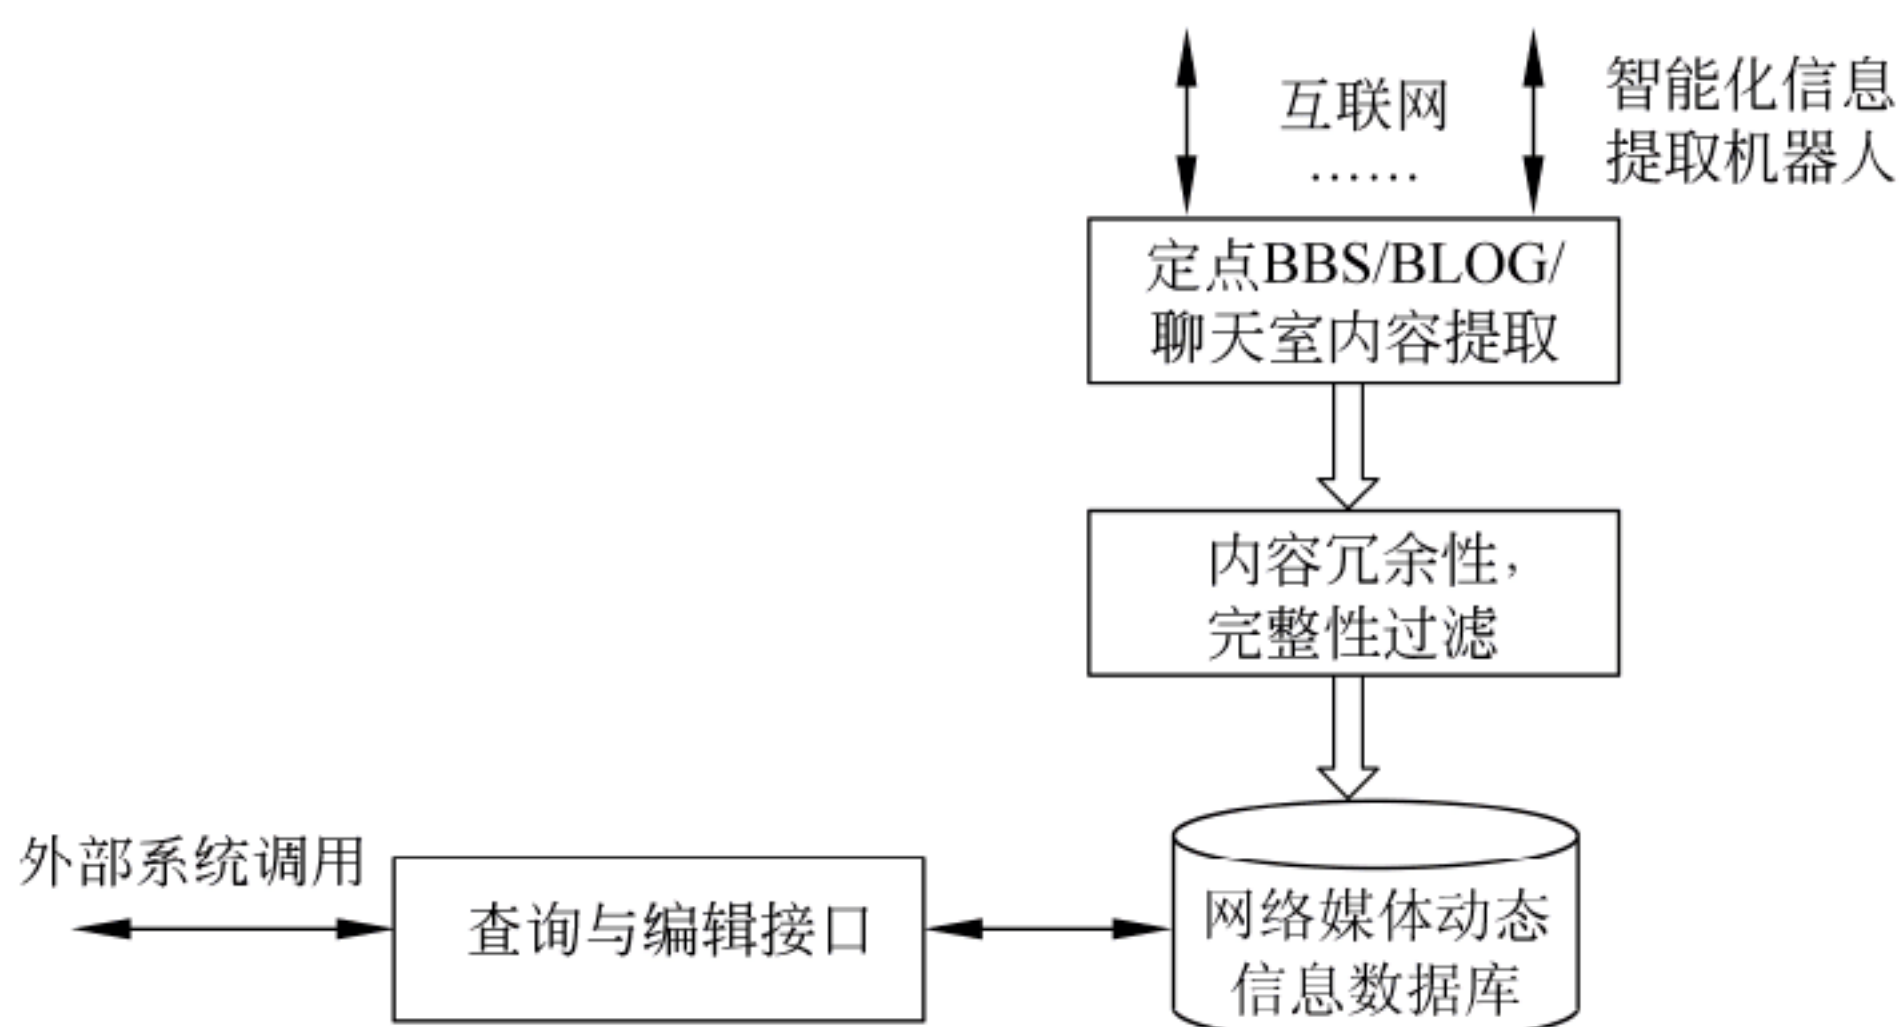 互联网
……
智能化信息
提取机器人
定点BBS/BLOG/
聊天室内容提取
内容冗余性,
完整性过滤
外部系统调用
查询与编辑接口
网络媒体动态
信息数据库